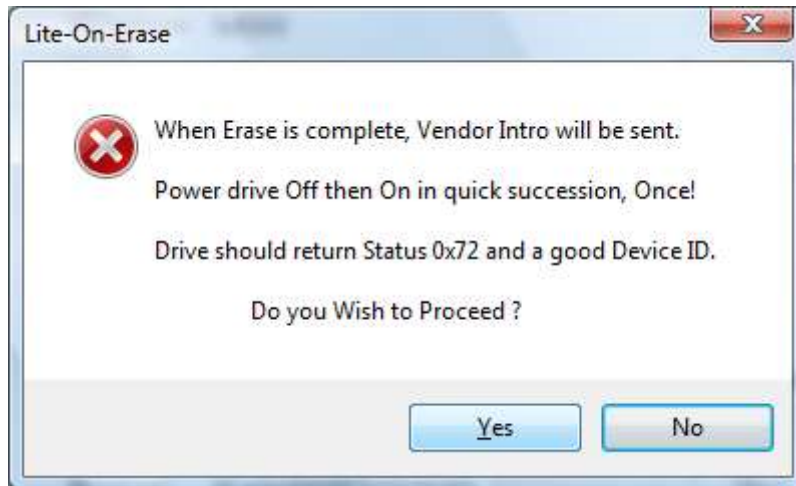 Lite-On-Erase
When Erase is complete, Vendor Intro will be sent.
Power drive Off then On in quick succession, Once!
Drive should return Status 0x72 and a good Device ID.
Do you Wish to Proceed ?
Yes
No